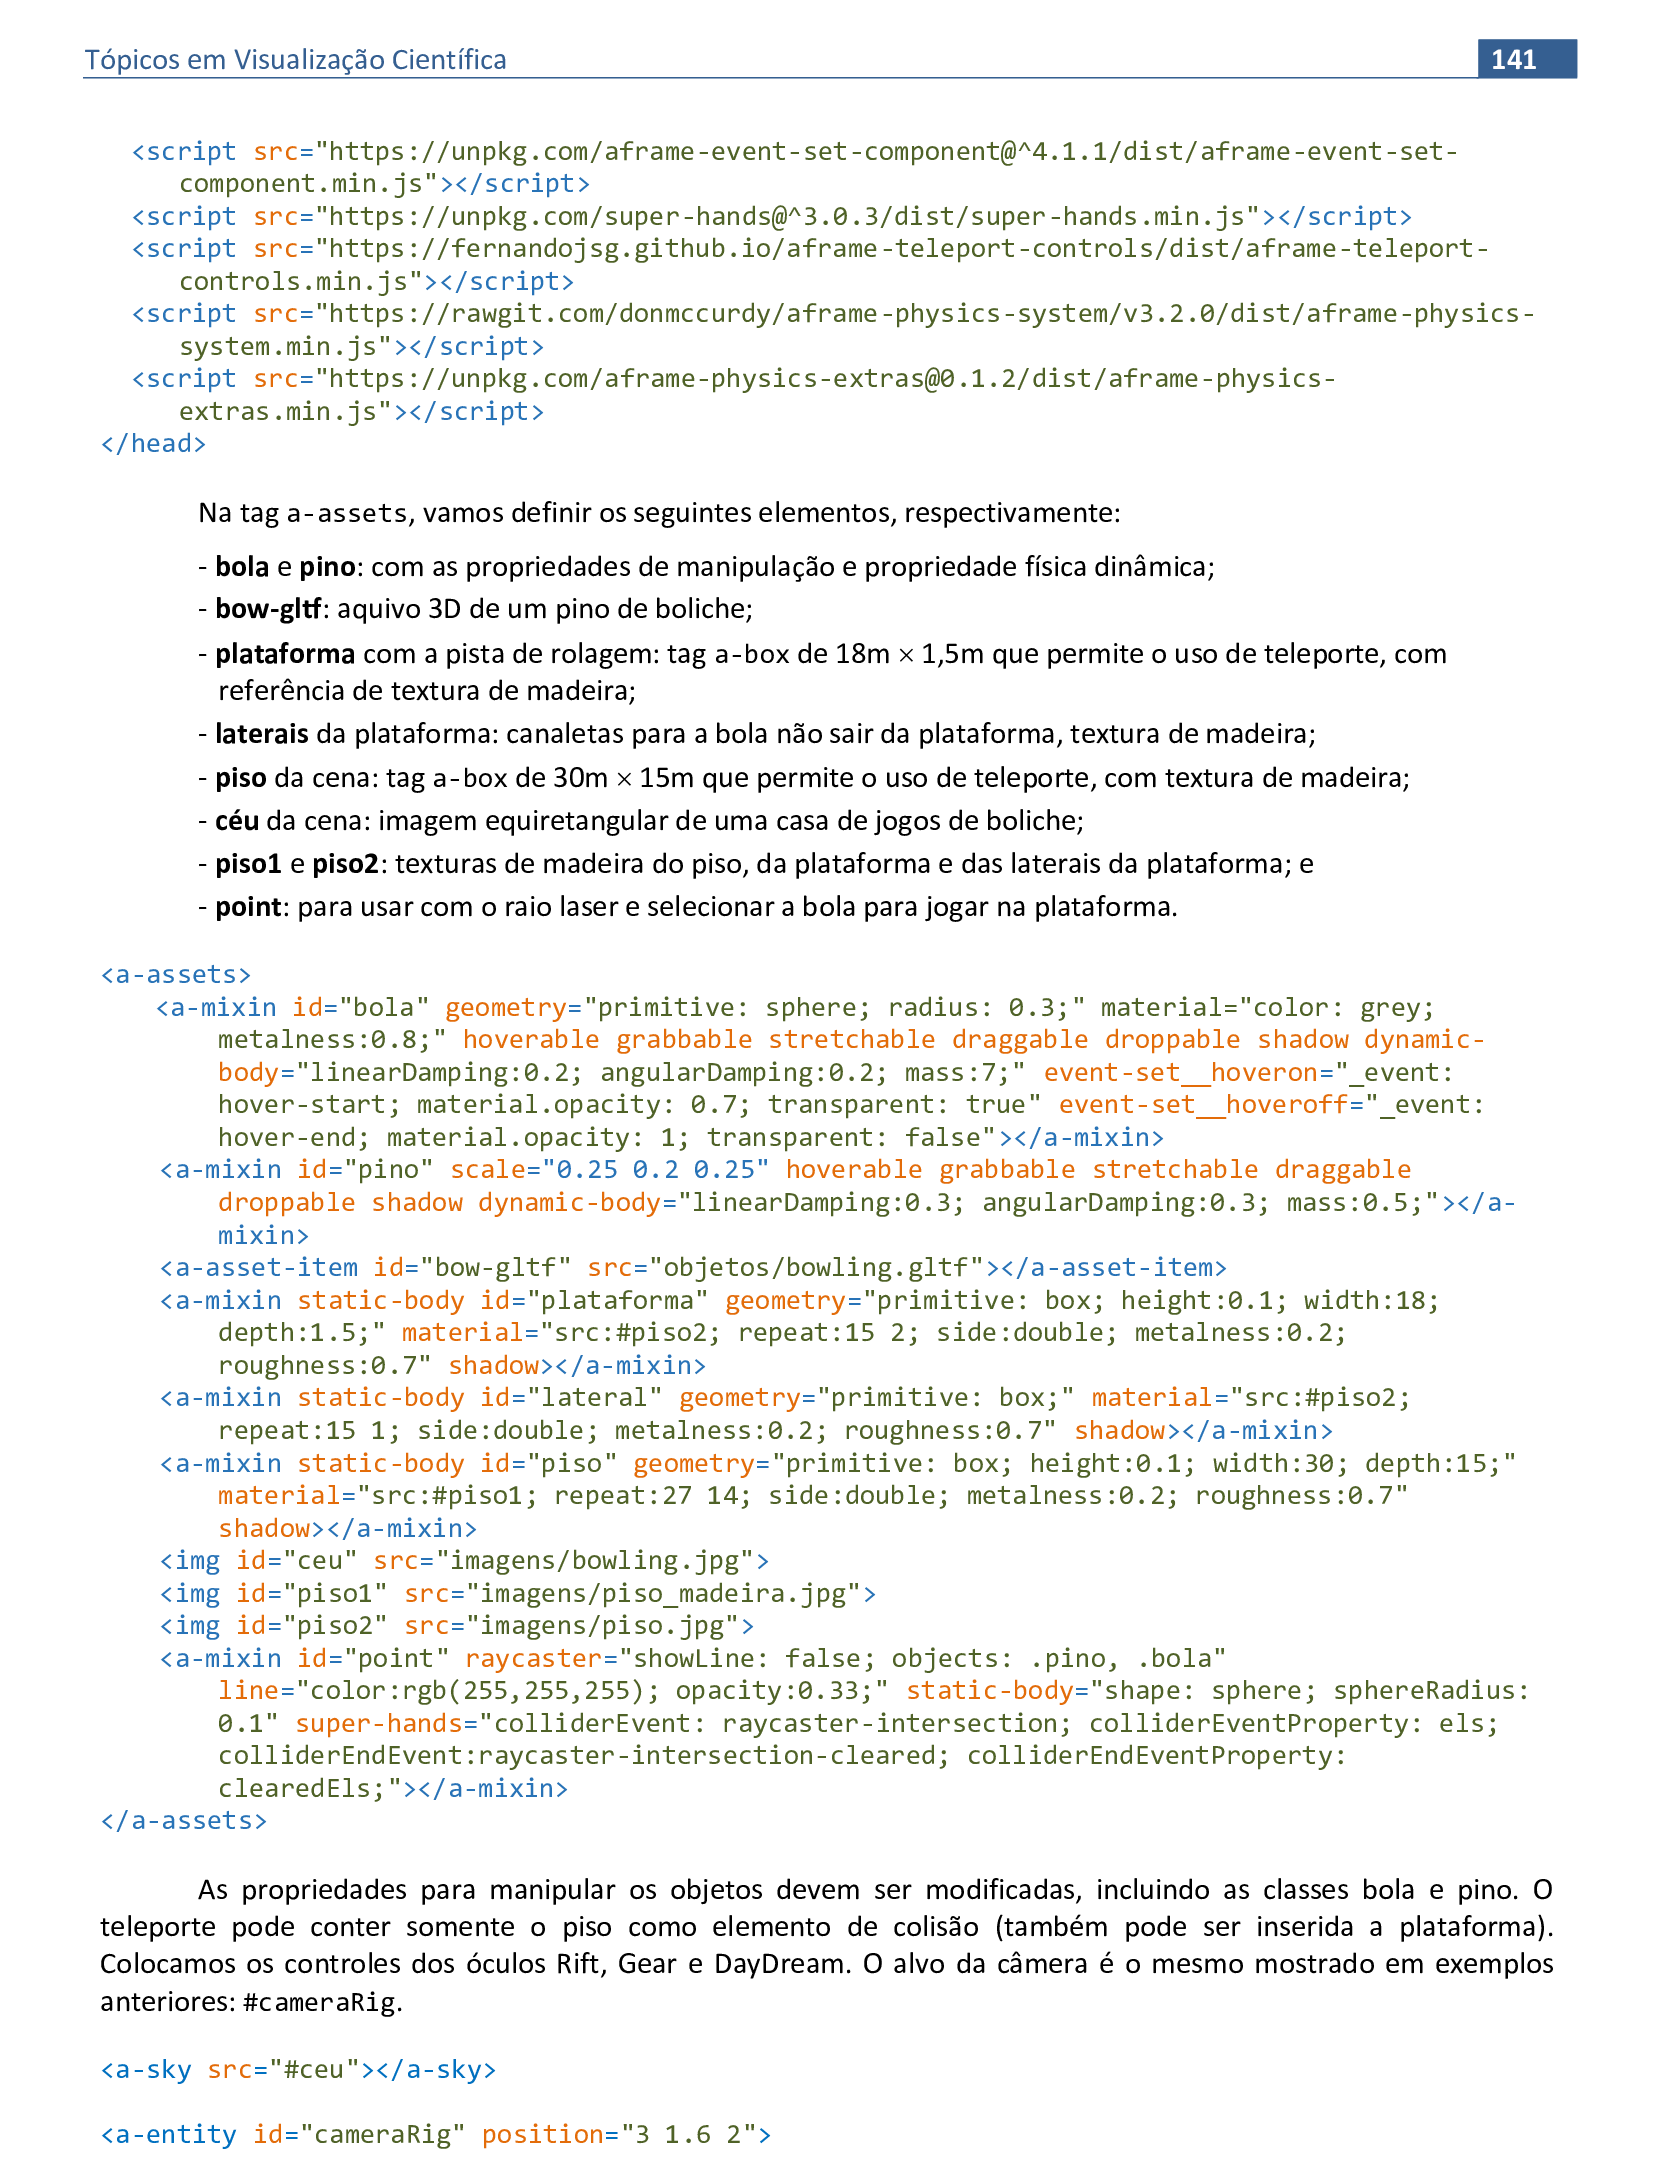 Tópicos em Visualização Científica 141
<script src="https://unpkg.com/aframe-event-set-component@^4.1.1/dist/aframe-event-set-
component.min.js"></script>
<script src="https://unpkg.com/super-hands@^3.0.3/dist/super-hands.min.js"></script>
<script src="https://fernandojsg.github.io/aframe-teleport-controls/dist/aframe-teleport-
controls.min.js"></script>
<script src="https://rawgit.com/donmccurdy/aframe-physics-system/v3.2.0/dist/aframe-physics-
system.min.js"></script>
<script src="https://unpkg.com/aframe-physics-extras@0.1.2/dist/aframe-physics-
extras.min.js"></script>
</head>
Na tag a-assets, vamos definir os seguintes elementos, respectivamente:
- bola e pino: com as propriedades de manipulação e propriedade física dinâmica;
- bow-gltf: aquivo 3D de um pino de boliche;
- plataforma com a pista de rolagem: tag a-box de 18m × 1,5m que permite o uso de teleporte, com
referência de textura de madeira;
- laterais da plataforma: canaletas para a bola não sair da plataforma, textura de madeira;
- piso da cena: tag a-box de 30m × 15m que permite o uso de teleporte, com textura de madeira;
- céu da cena: imagem equiretangular de uma casa de jogos de boliche;
- piso1 e piso2: texturas de madeira do piso, da plataforma e das laterais da plataforma; e
- point: para usar com o raio laser e selecionar a bola para jogar na plataforma.
<a-assets>
<a-mixin id="bola" geometry="primitive: sphere; radius: 0.3;" material="color: grey;
metalness:0.8;" hoverable grabbable stretchable draggable droppable shadow dynamic-
body="linearDamping:0.2; angularDamping:0.2; mass:7;" event-set__hoveron="_event:
hover-start; material.opacity: 0.7; transparent: true" event-set__hoveroff="_event:
hover-end; material.opacity: 1; transparent: false"></a-mixin>
<a-mixin id="pino" scale="0.25 0.2 0.25" hoverable grabbable stretchable draggable
droppable shadow dynamic-body="linearDamping:0.3; angularDamping:0.3; mass:0.5;"></a-
mixin>
<a-asset-item id="bow-gltf" src="objetos/bowling.gltf"></a-asset-item>
<a-mixin static-body id="plataforma" geometry="primitive: box; height:0.1; width:18;
depth:1.5;" material="src:#piso2; repeat:15 2; side:double; metalness:0.2;
roughness:0.7" shadow></a-mixin>
<a-mixin static-body id="lateral" geometry="primitive: box;" material="src:#piso2;
repeat:15 1; side:double; metalness:0.2; roughness:0.7" shadow></a-mixin>
<a-mixin static-body id="piso" geometry="primitive: box; height:0.1; width:30; depth:15;"
material="src:#piso1; repeat:27 14; side:double; metalness:0.2; roughness:0.7"
shadow></a-mixin>
<img id="ceu" src="imagens/bowling.jpg">
<img id="piso1" src="imagens/piso_madeira.jpg">
<img id="piso2" src="imagens/piso.jpg">
<a-mixin id="point" raycaster="showLine: false; objects: .pino, .bola"
line="color:rgb(255,255,255); opacity:0.33;" static-body="shape: sphere; sphereRadius:
0.1" super-hands="colliderEvent: raycaster-intersection; colliderEventProperty: els;
colliderEndEvent:raycaster-intersection-cleared; colliderEndEventProperty:
clearedEls;"></a-mixin>
</a-assets>
As propriedades para manipular os objetos devem ser modificadas, incluindo as classes bola e pino. O
teleporte pode conter somente o piso como elemento de colisão (também pode ser inserida a plataforma).
Colocamos os controles dos óculos Rift, Gear e DayDream. O alvo da câmera é o mesmo mostrado em exemplos
anteriores: #cameraRig.
<a-sky src="#ceu"></a-sky>
<a-entity id="cameraRig" position="3 1.6 2">